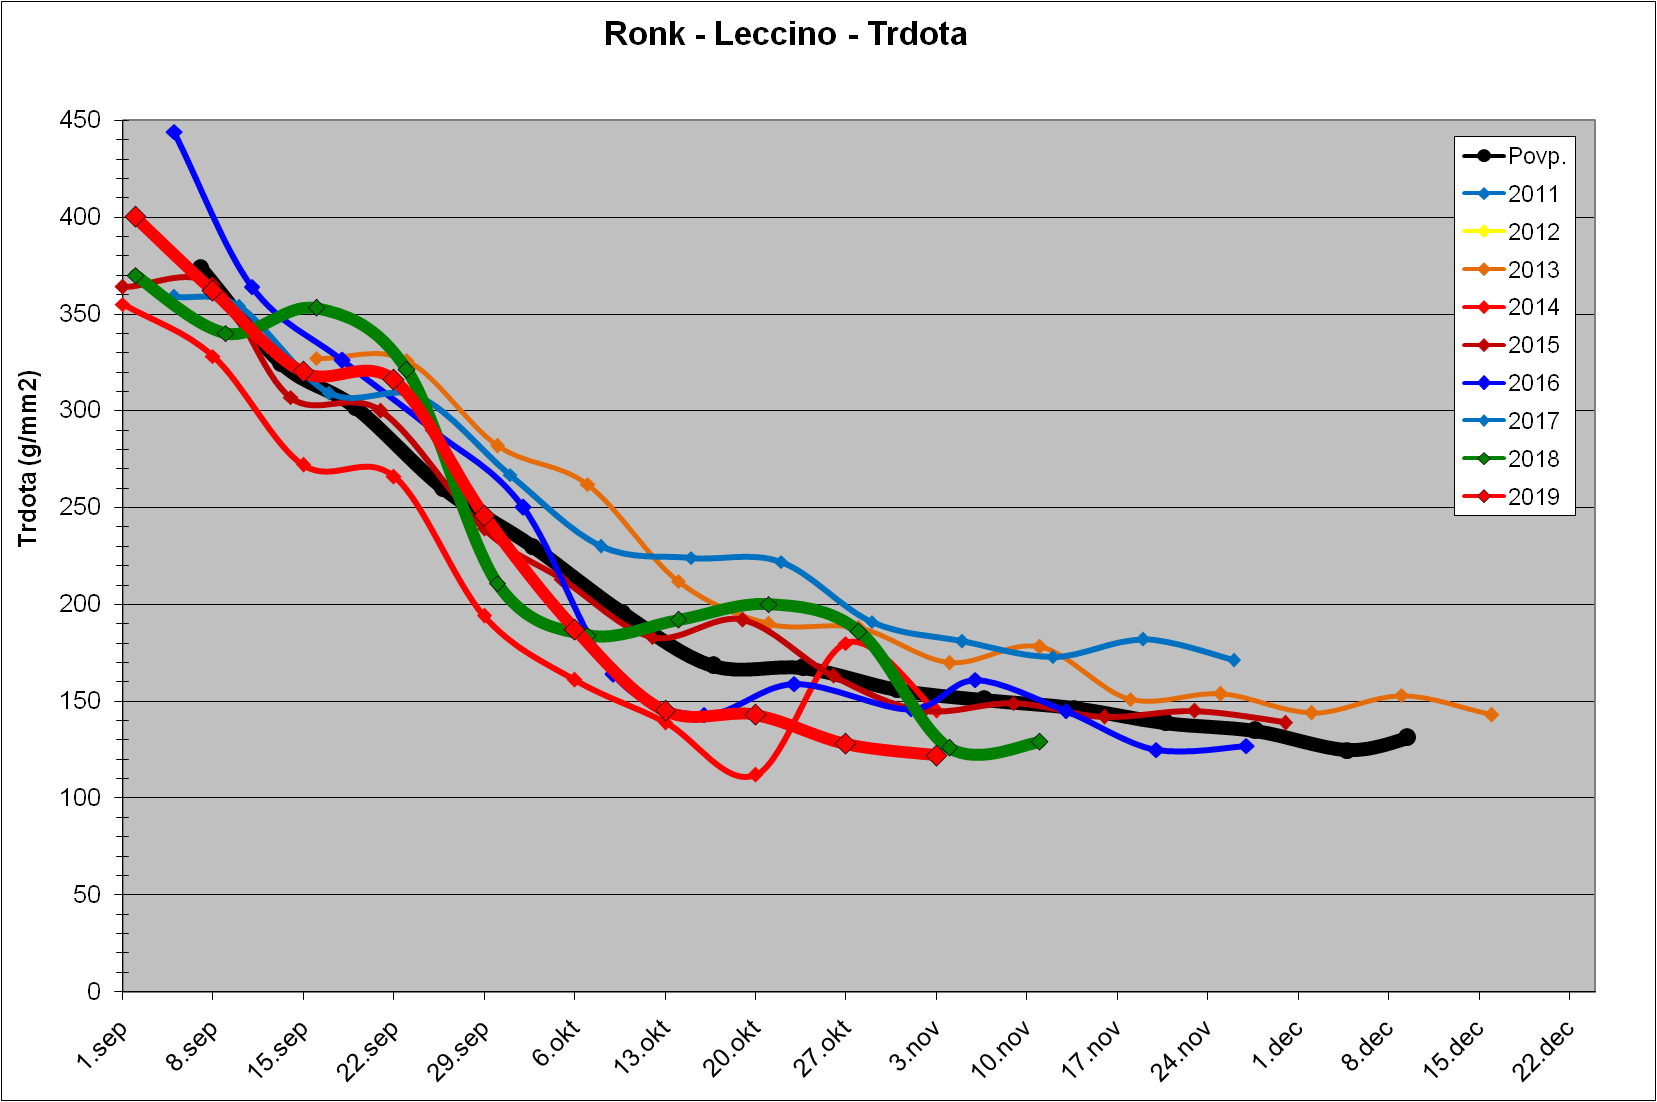 Ronk - Leccino - Trdota
Trdota (g/mm2)
450
400
350
300
250
200
150
100
50
0
1.sep
8.sep
15.sep
22.sep
29.sep
6.okt
13.okt
20.okt
27.okt
3.nov
10.nov
17.nov
24.nov
1.dec
8.dec
15.dec
22.dec
Povp.
2011
2012
2013
2014
2015
2016
2017
2018
2019